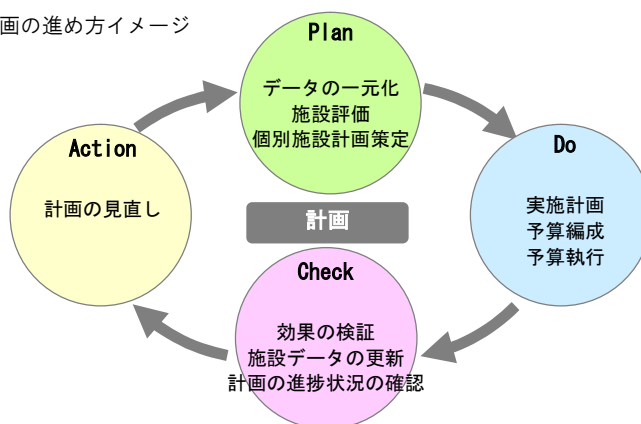 画の進め方イメージ
Plan
データの一元化
施設評価
個別施設計画策定
Do
実施計画
予算編成
予算執行
Action
計画の見直し
計画
Check
効果の検証
施設データの更新
計画の進捗状況の確認